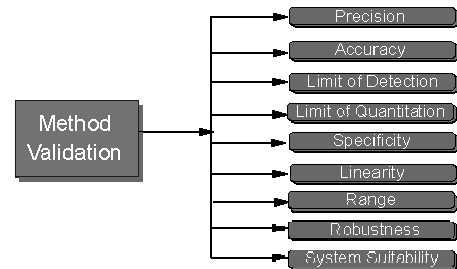 Method
Validation
Precision
Accuracy
Limit of Detection
Limit of Quantitation
Specificity
Linearity
Range
Robustness
System Suitability